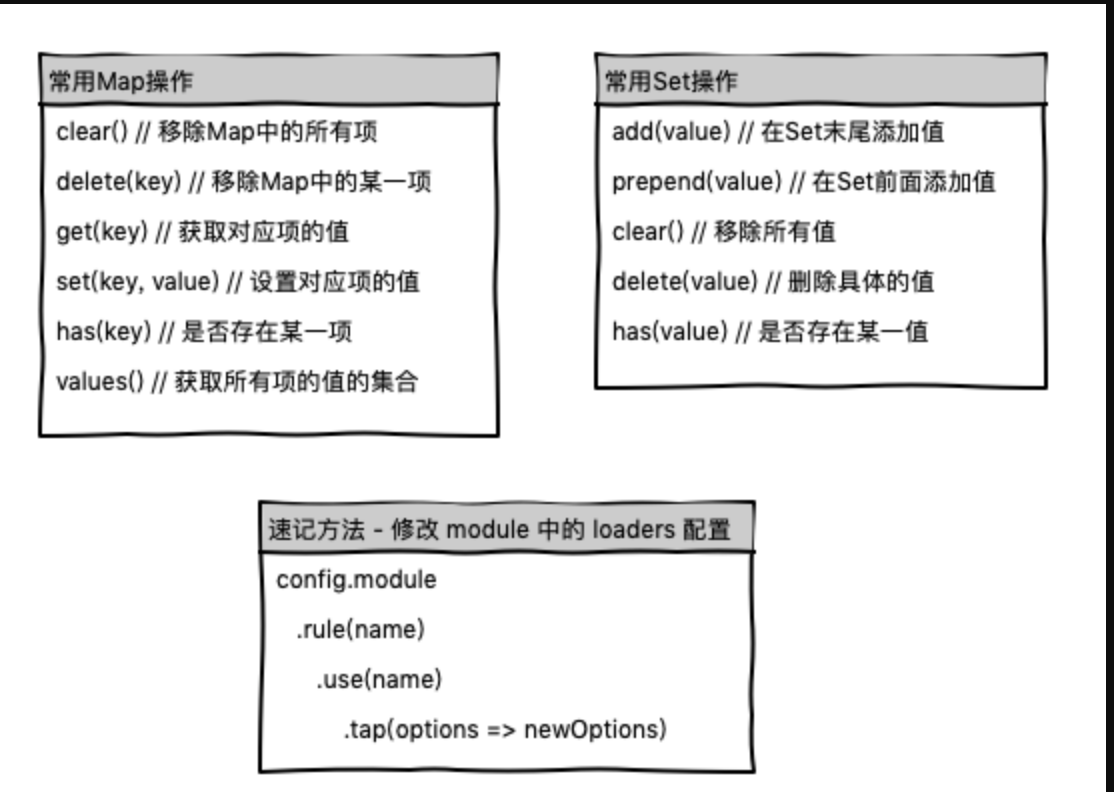 常用Map操作
clear() // 移除Map中的所有项
delete(key) // 移除Map中的某一项
get(key) // 获取对应项的值
set(key, value) // 设置对应项的值
has(key) // 是否存在某一项
values() // 获取所有项的值的集合
常用Set操作
add(value) // 在Set末尾添加值
prepend(value) // 在Set前面添加值
clear() // 移除所有值
delete(value) // 删除具体的值
has(value) // 是否存在某一值
速记方法 - 修改 module 中的 loaders 配置
config.module
.rule(name)
.use(name)
.tap(options => newOptions)